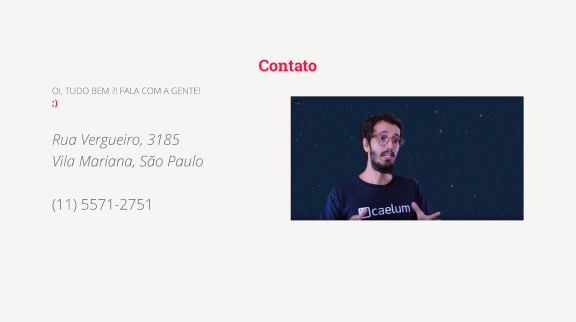 Contato
OI, TUDO BEM ?! FALA COM A GENTE!
:)
Rua Vergueiro, 3185
Vila Mariana, São Paulo
(11) 5571-2751
caelum